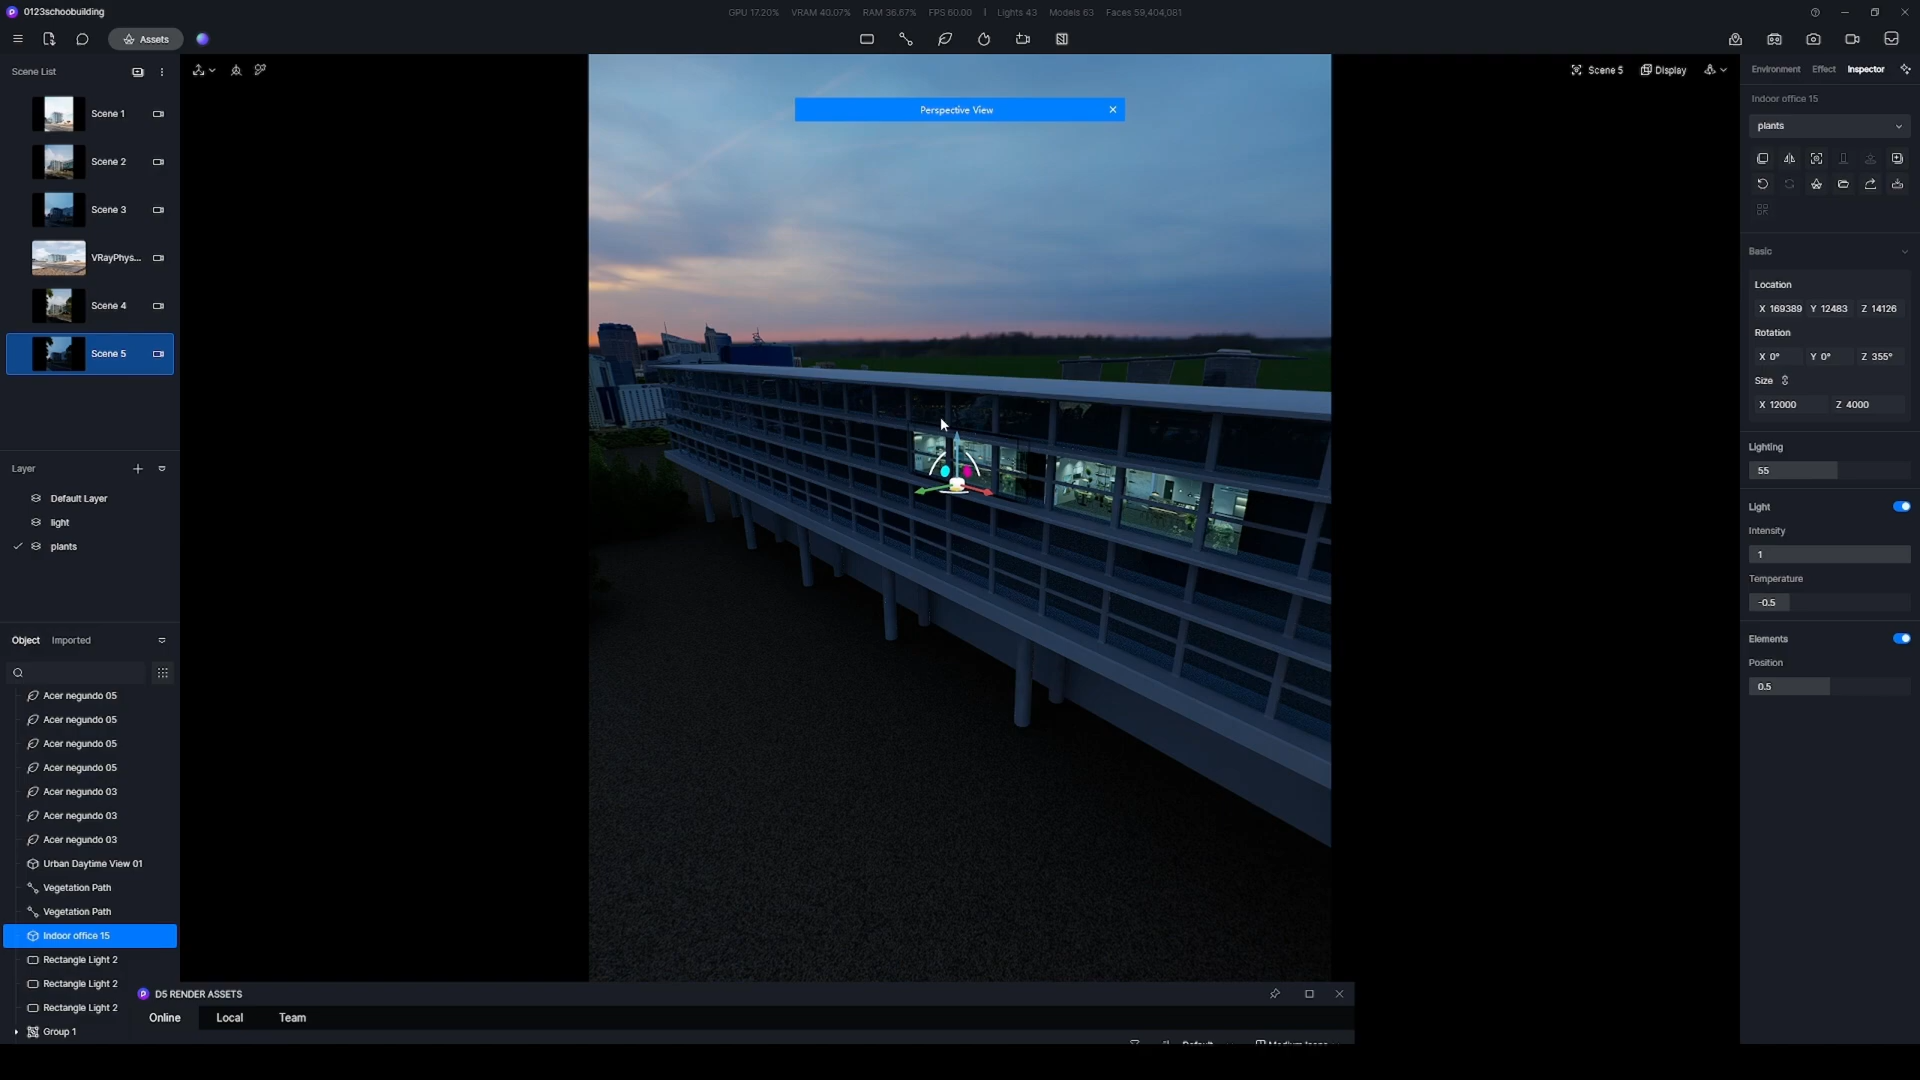 0123schoobuilding
GPU 17.20% VRAM 40.07% RAM 36.67% FPS 60.00 | Lights 43 Models 63 Faces 59,404,081
Assets
Scene List
Scene 1
Scene 2
Scene 3
VRayPhys...
Scene 4
Scene 5
Layer
Default Layer
light
plants
Object Imported
Acer negundo 05
Acer negundo 05
Acer negundo 05
Acer negundo 05
Acer negundo 03
Acer negundo 03
Acer negundo 03
Urban Daytime View 01
Vegetation Path
Vegetation Path
Indoor office 15
Rectangle Light 2
Rectangle Light 2
Rectangle Light 2
Group 1
Perspective View
Scene 5 Display
D5 RENDER ASSETS
Online Local Team
Default Medium Icons
Environment Effect Inspector
Indoor office 15
plants
Basic
Location
X 169389 Y 12483 Z 14126
Rotation
X 0° Y 0° Z 355°
Size
X 12000 Z 4000
Lighting
55
Light
Intensity
1
Temperature
-0.5
Elements
Position
0.5